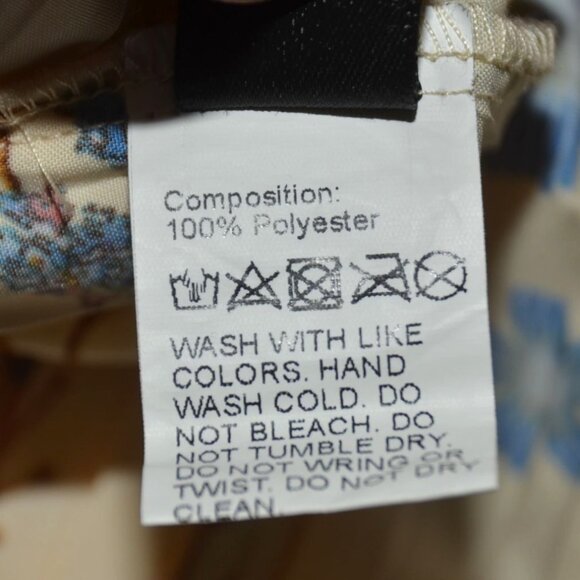 Composition:
100% Polyester
WASH WITH LIKE
COLORS. HAND
WASH COLD. DO
NOT BLEACH. DO
NOT TUMBLE DRY.
DO NOT WRING OR
TWIST. DO NOT DRY
CLEAN.